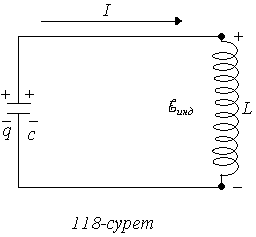 I
+ + +
ℰинд L
q c
– – –
118-сурет